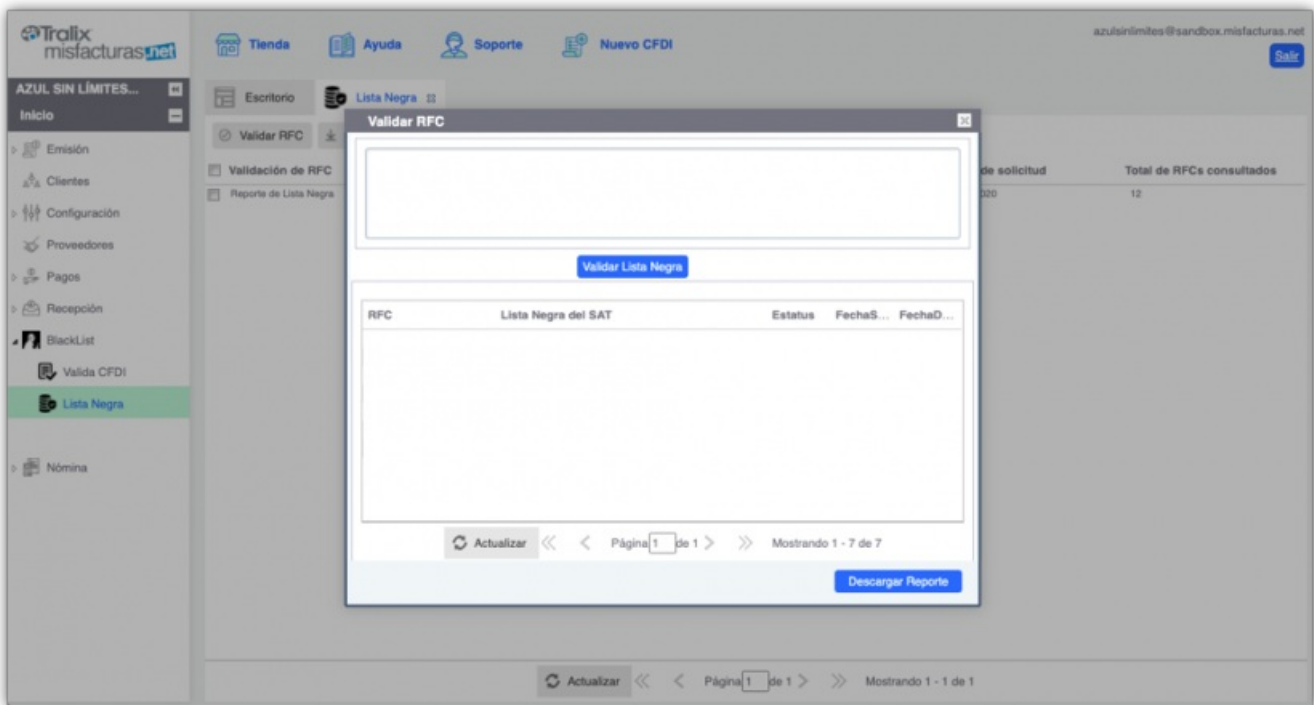 Tralix
misfacturas.net
Tienda
Ayuda
Soporte
Nuevo CFDI
azulsinlimites@sandbox.misfacturas.net
Salir
AZUL SIN LÍMITES...
Inicio
Emisión
Clientes
Configuración
Proveedores
Pagos
Recepción
BlackList
Valida CFDI
Lista Negra
Nómina
Escritorio
Lista Negra
Validar RFC
Validación de RFC
de solicitud
Total de RFCs consultados
Reporte de Lista Negra
020
12
Validar RFC
Validar Lista Negra
RFC
Lista Negra del SAT
Estatus
FechaS...
FechaD...
Actualizar
Página 1 de 1
Mostrando 1 - 7 de 7
Descargar Reporte
Actualizar
Página 1 de 1
Mostrando 1 - 1 de 1